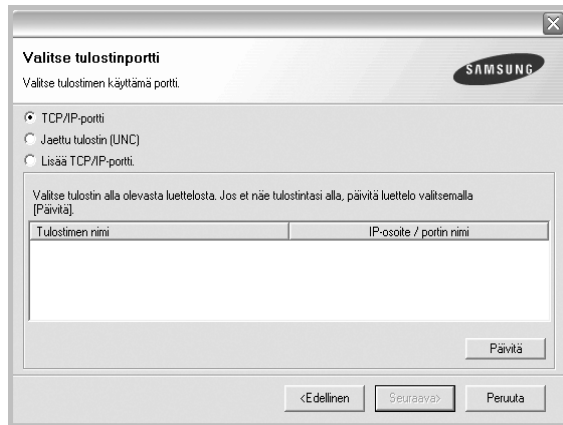 Valitse tulostinportti
Valitse tulostimen käyttämä portti.
SAMSUNG
TCP/IP-portti
Jaettu tulostin (UNC)
Lisää TCP/IP-portti.
Valitse tulostin alla olevasta luettelosta. Jos et näe tulostintasi alla, päivitä luettelo valitsemalla
[Päivitä].
Tulostimen nimi IP-osoite / portin nimi
Päivitä
<Edellinen Seuraava> Peruuta